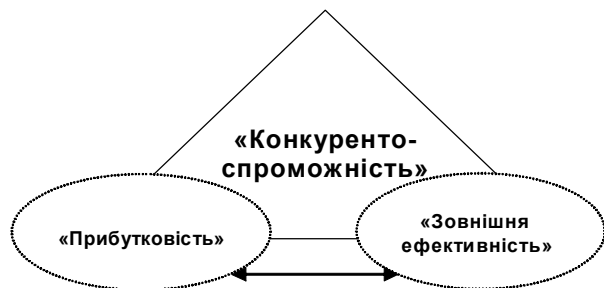 «Конкуренто-
спроможність»
«Прибутковість»
«Зовнішня
ефективність»